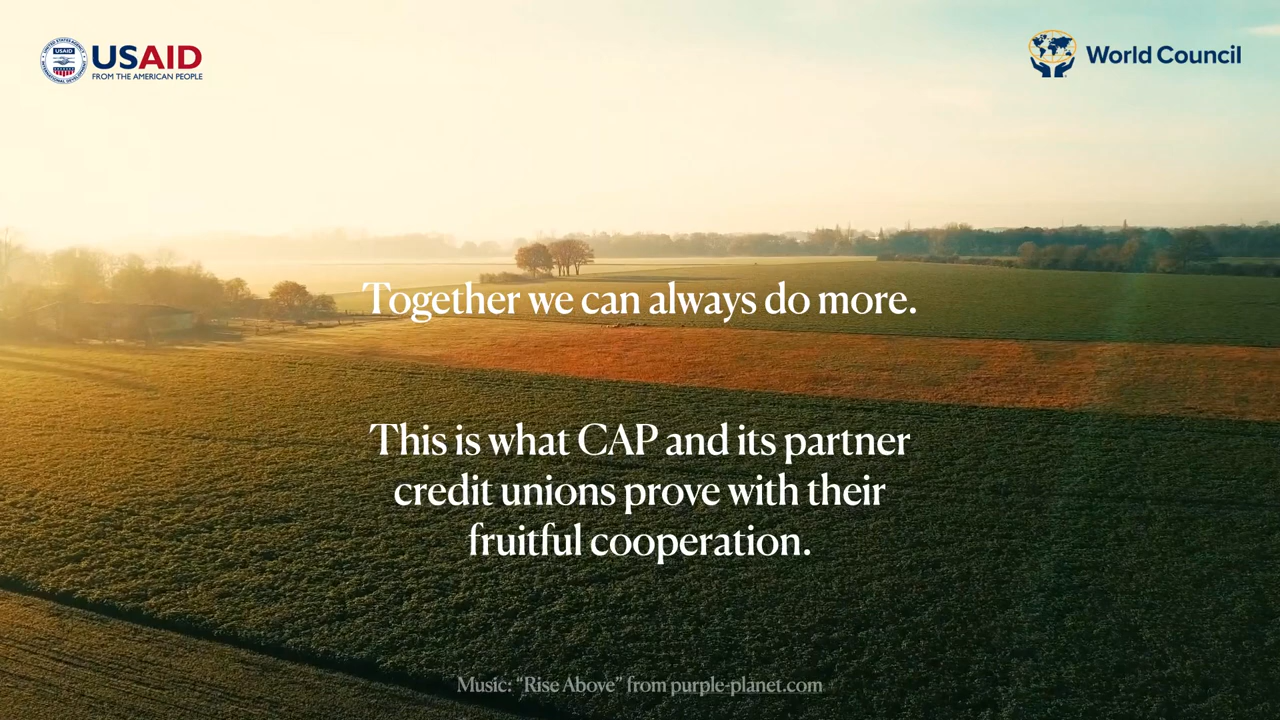 USAID
FROM THE AMERICAN PEOPLE
World Council
Together we can always do more.
This is what CAP and its partner
credit unions prove with their
fruitful cooperation.
Music: “Rise Above” from purple-planet.com